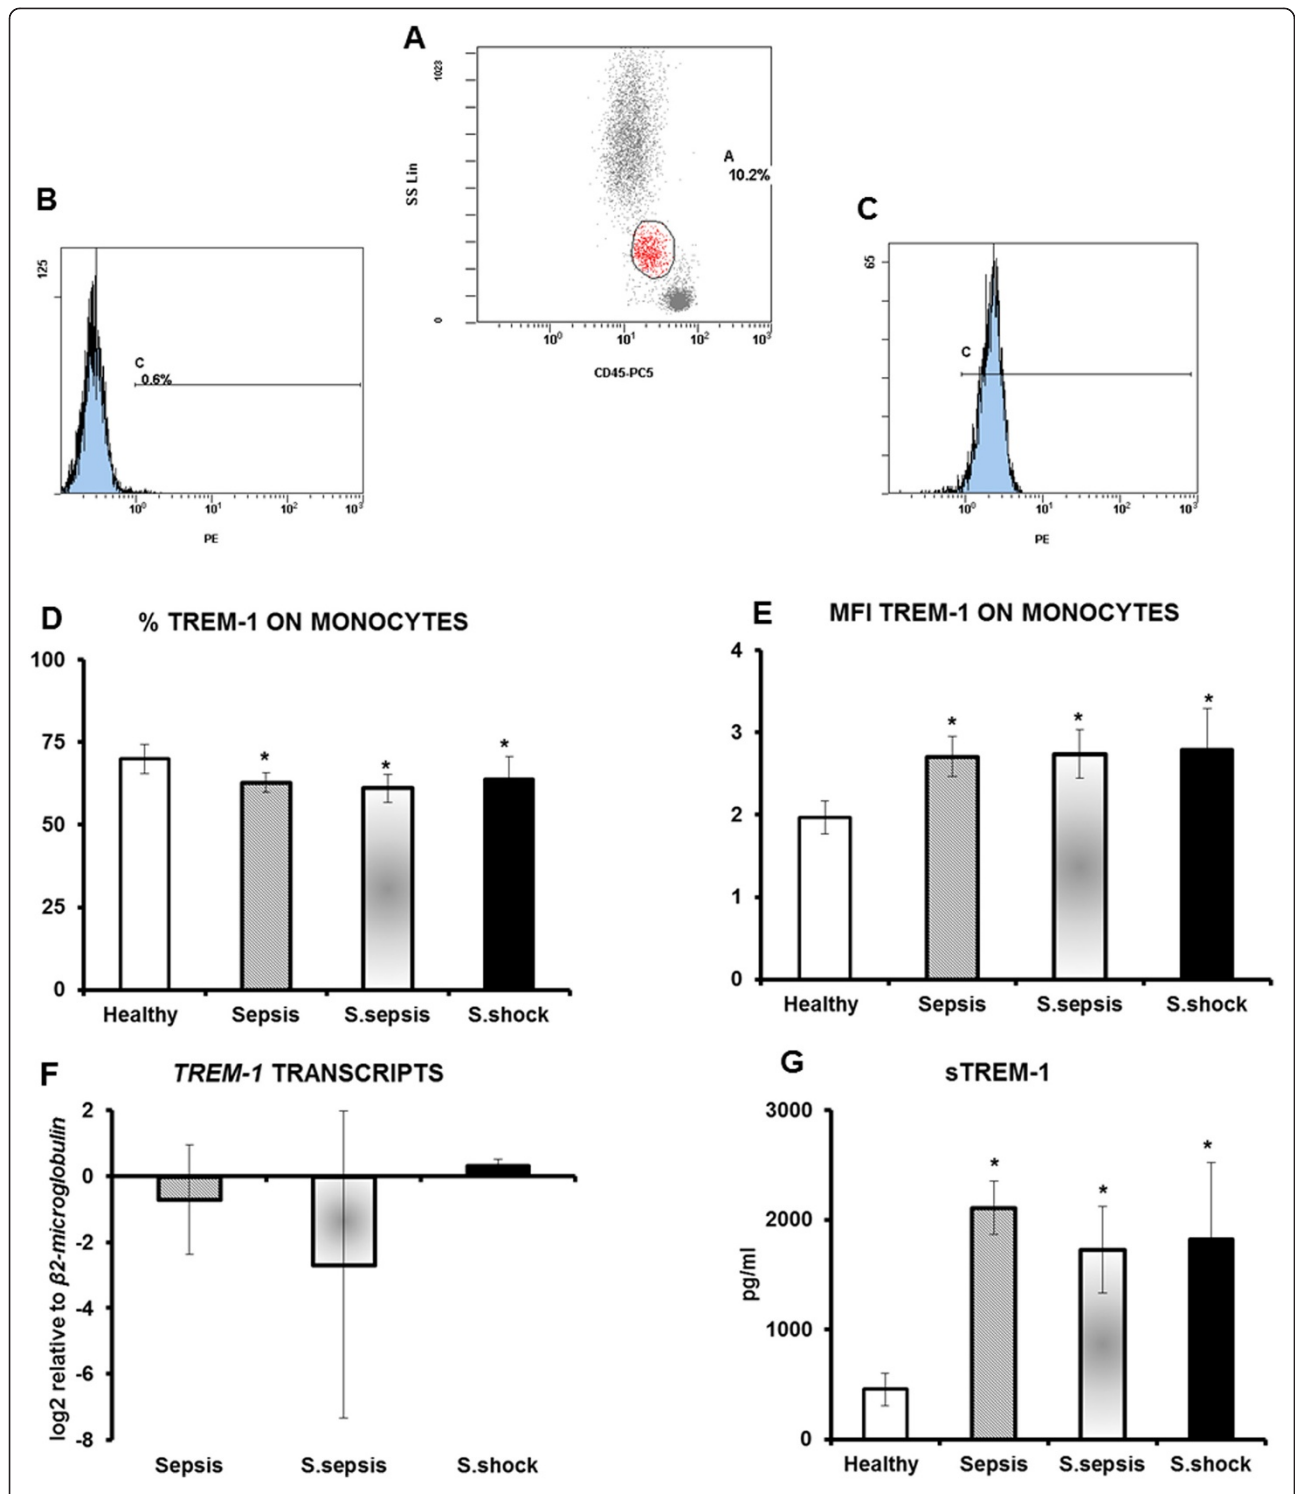 A
1023
SS Lin
0
A
10.2%
10⁰ 10¹ 10² 10³
CD45-PC5
B
125
C
0.6%
10⁰ 10¹ 10² 10³
PE
C
65
C
10⁰ 10¹ 10² 10³
PE
D
% TREM-1 ON MONOCYTES
100
75
50
25
0
Healthy Sepsis S.sepsis S.shock
* * *
E
MFI TREM-1 ON MONOCYTES
4
3
2
1
0
Healthy Sepsis S.sepsis S.shock
* * *
F
TREM-1 TRANSCRIPTS
log2 relative to β2-microglobulin
2
0
-2
-4
-6
-8
Sepsis S.sepsis S.shock
G
sTREM-1
pg/ml
3000
2000
1000
0
Healthy Sepsis S.sepsis S.shock
* * *